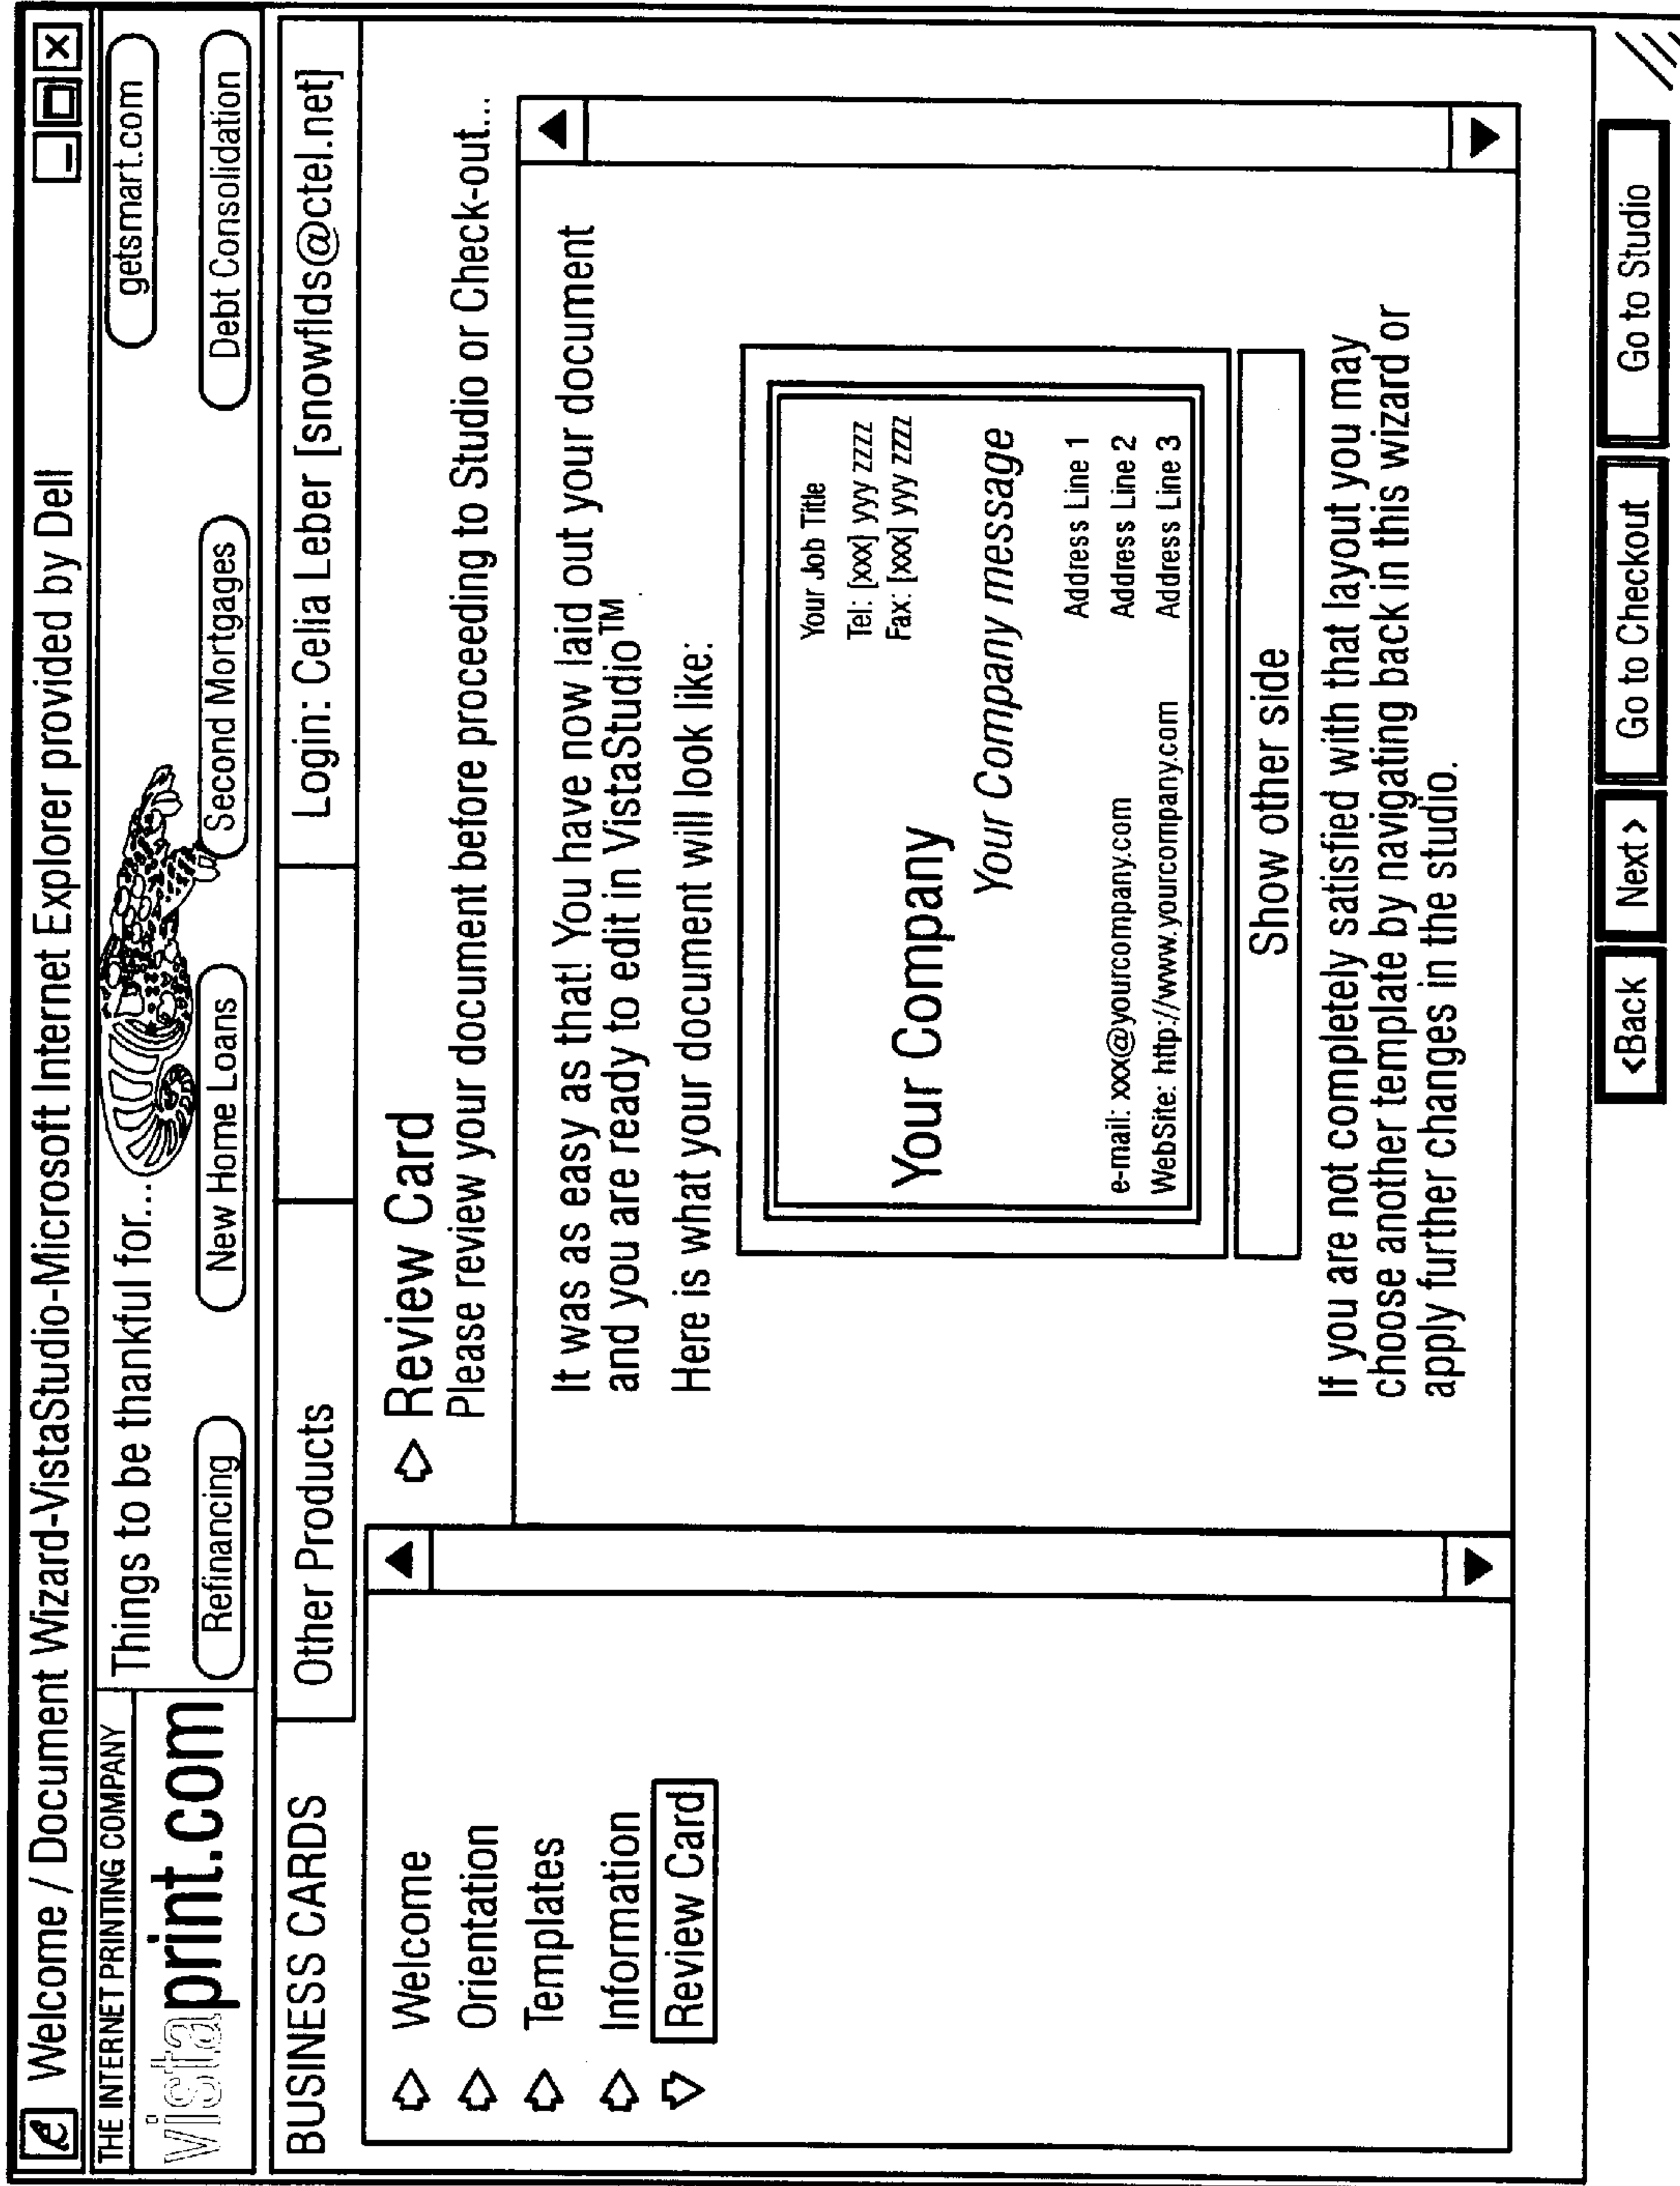 Welcome / Document Wizard-VistaStudio-Microsoft Internet Explorer provided by Dell
THE INTERNET PRINTING COMPANY
vistaprint.com
Things to be thankful for...
getsmart.com
Refinancing
New Home Loans
Second Mortgages
Debt Consolidation
BUSINESS CARDS
Other Products
Login: Celia Leber [snowflds@ctel.net]
Welcome
Orientation
Templates
Information
Review Card
Review Card
Please review your document before proceeding to Studio or Check-out...
It was as easy as that! You have now laid out your document
and you are ready to edit in VistaStudio™
Here is what your document will look like:
Your Job Title
Tel: [xxx] yyy zzzz
Fax: [xxx] yyy zzzz
Your Company
Your Company message
e-mail: xxx@yourcompany.com
WebSite: http://www.yourcompany.com
Address Line 1
Address Line 2
Address Line 3
Show other side
If you are not completely satisfied with that layout you may
choose another template by navigating back in this wizard or
apply further changes in the studio.
<Back
Next >
Go to Checkout
Go to Studio